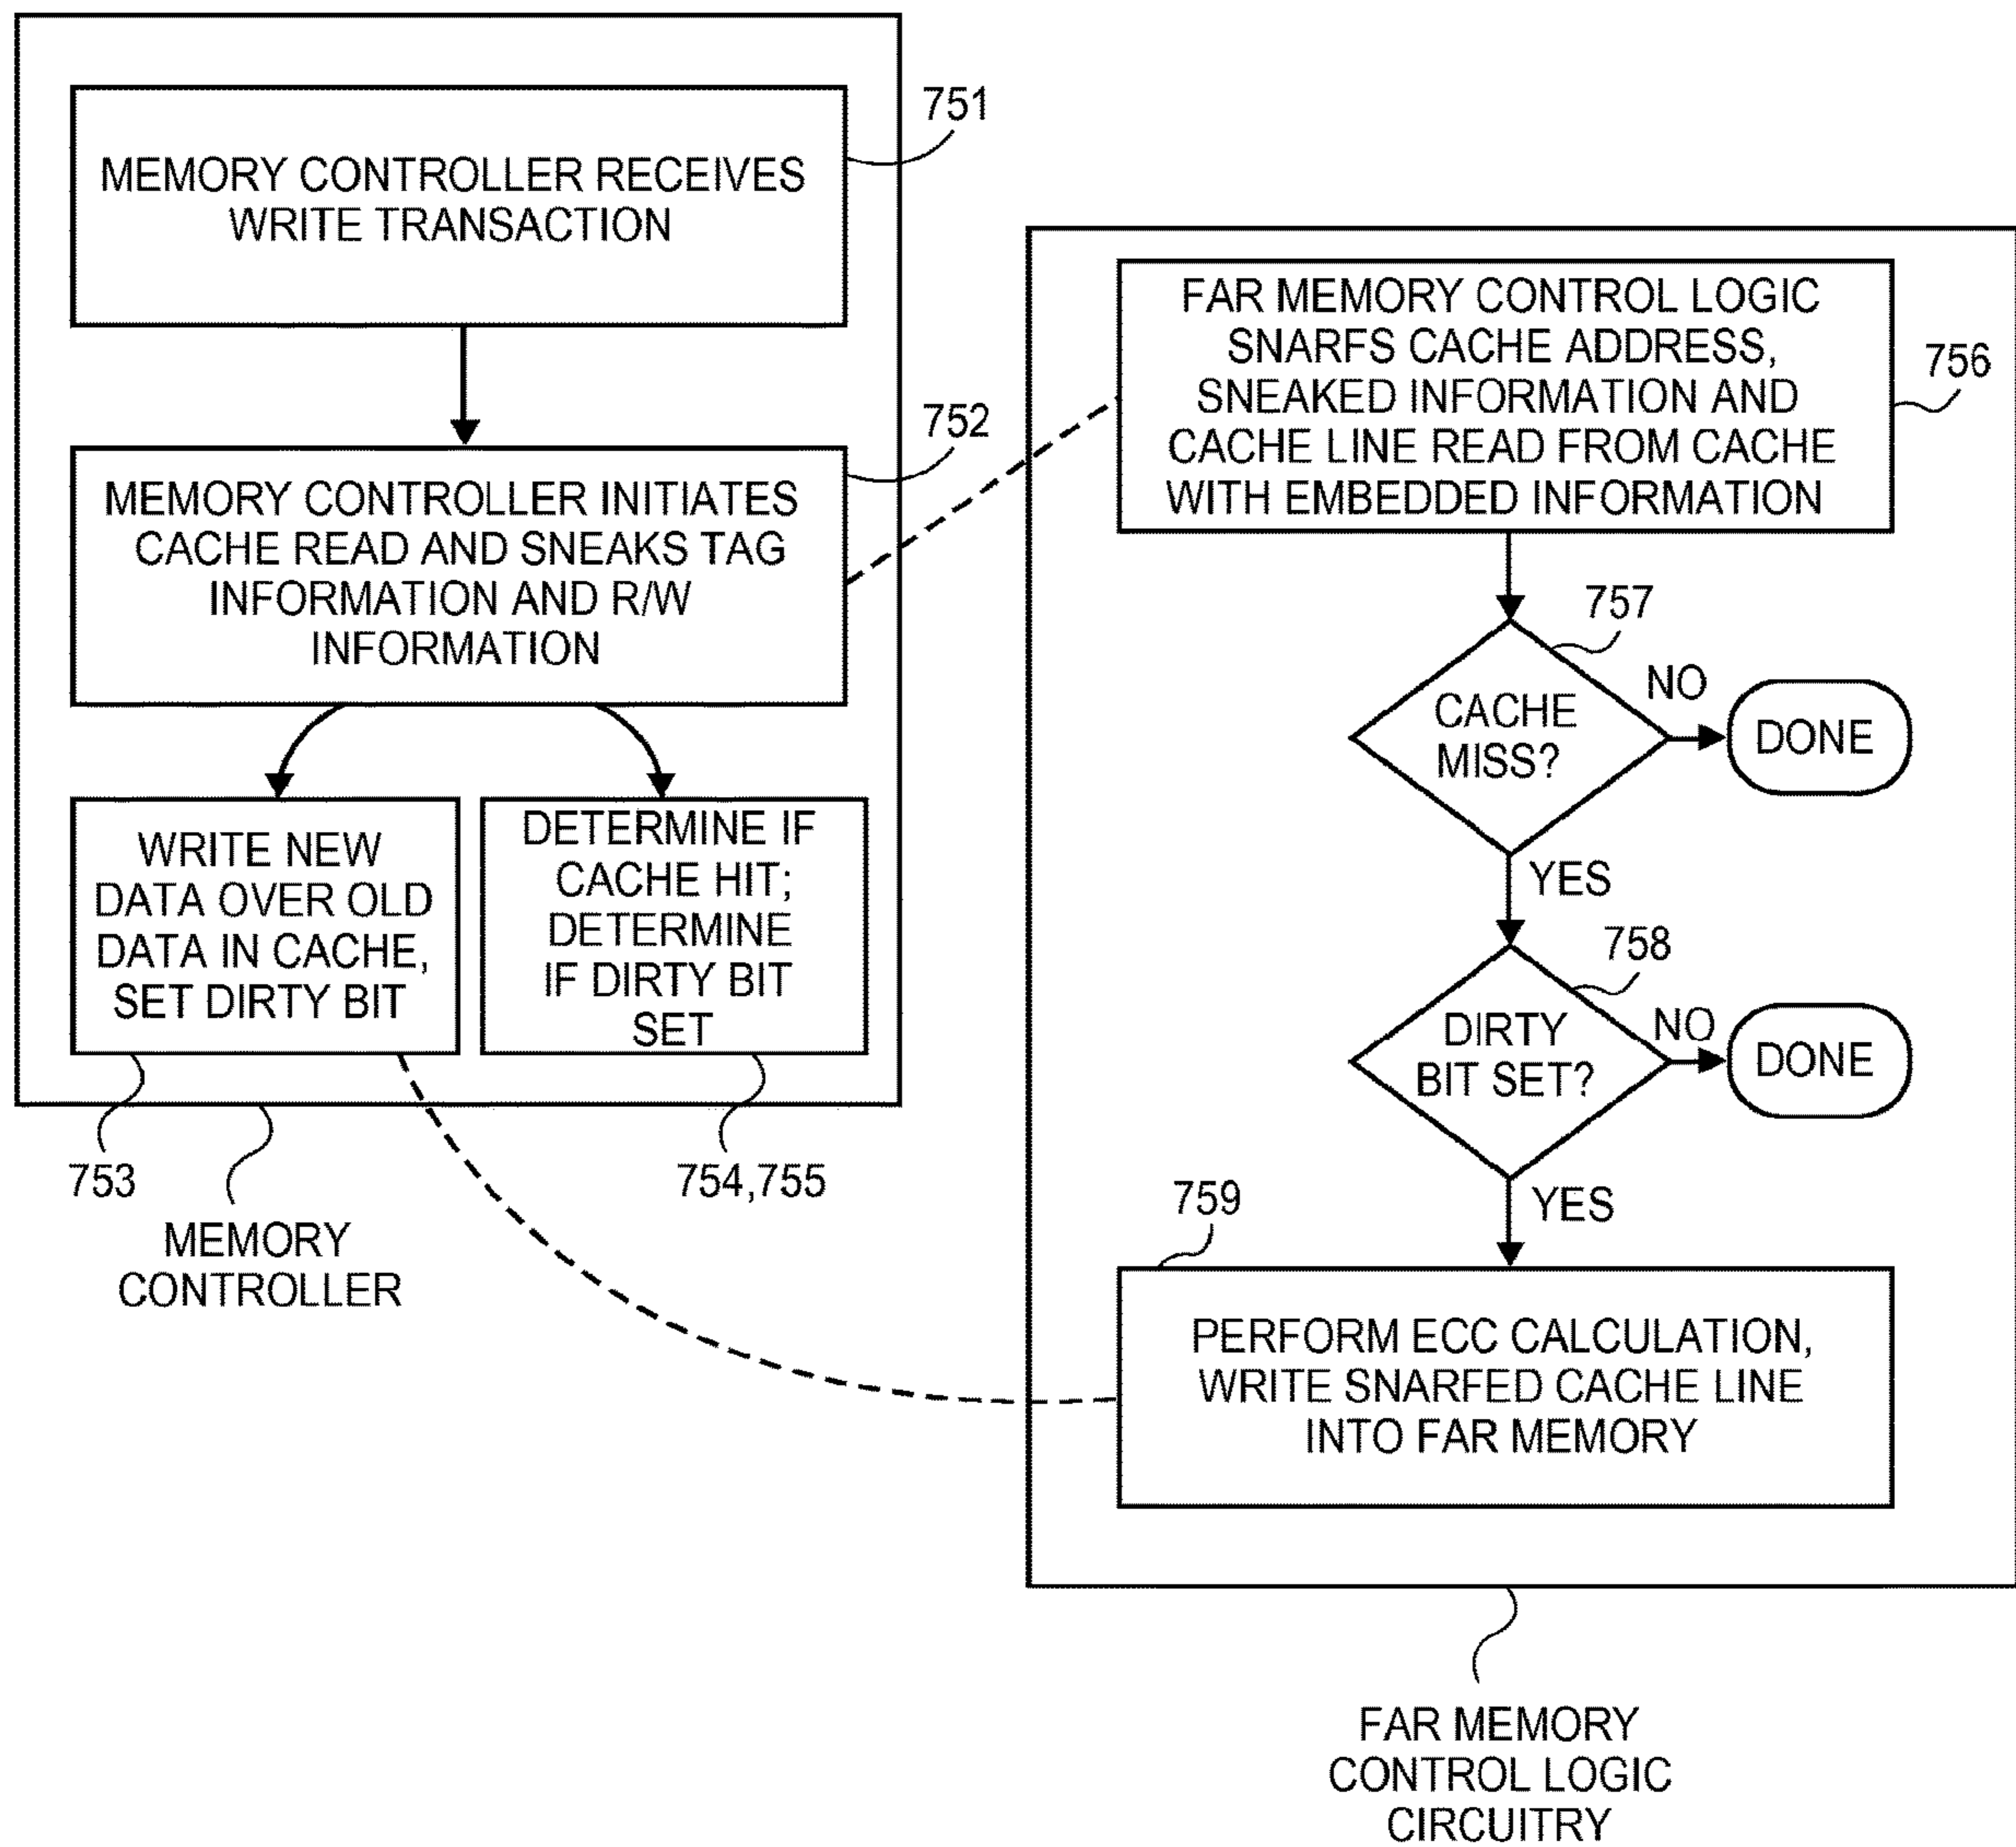 751
MEMORY CONTROLLER RECEIVES
WRITE TRANSACTION
752
MEMORY CONTROLLER INITIATES
CACHE READ AND SNEAKS TAG
INFORMATION AND R/W
INFORMATION
WRITE NEW
DATA OVER OLD
DATA IN CACHE,
SET DIRTY BIT
DETERMINE IF
CACHE HIT;
DETERMINE
IF DIRTY BIT
SET
753
754,755
MEMORY
CONTROLLER
FAR MEMORY CONTROL LOGIC
SNARFS CACHE ADDRESS,
SNEAKED INFORMATION AND
CACHE LINE READ FROM CACHE
WITH EMBEDDED INFORMATION
756
757
CACHE
MISS?
NO
DONE
YES
758
DIRTY
BIT SET?
NO
DONE
YES
759
PERFORM ECC CALCULATION,
WRITE SNARFED CACHE LINE
INTO FAR MEMORY
FAR MEMORY
CONTROL LOGIC
CIRCUITRY